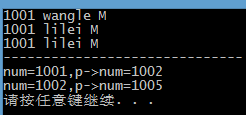 1001 wangle M
1001 lilei M
1001 lilei M
------------------------------
num=1001,p->num=1002
num=1002,p->num=1005
请按任意键继续. . .